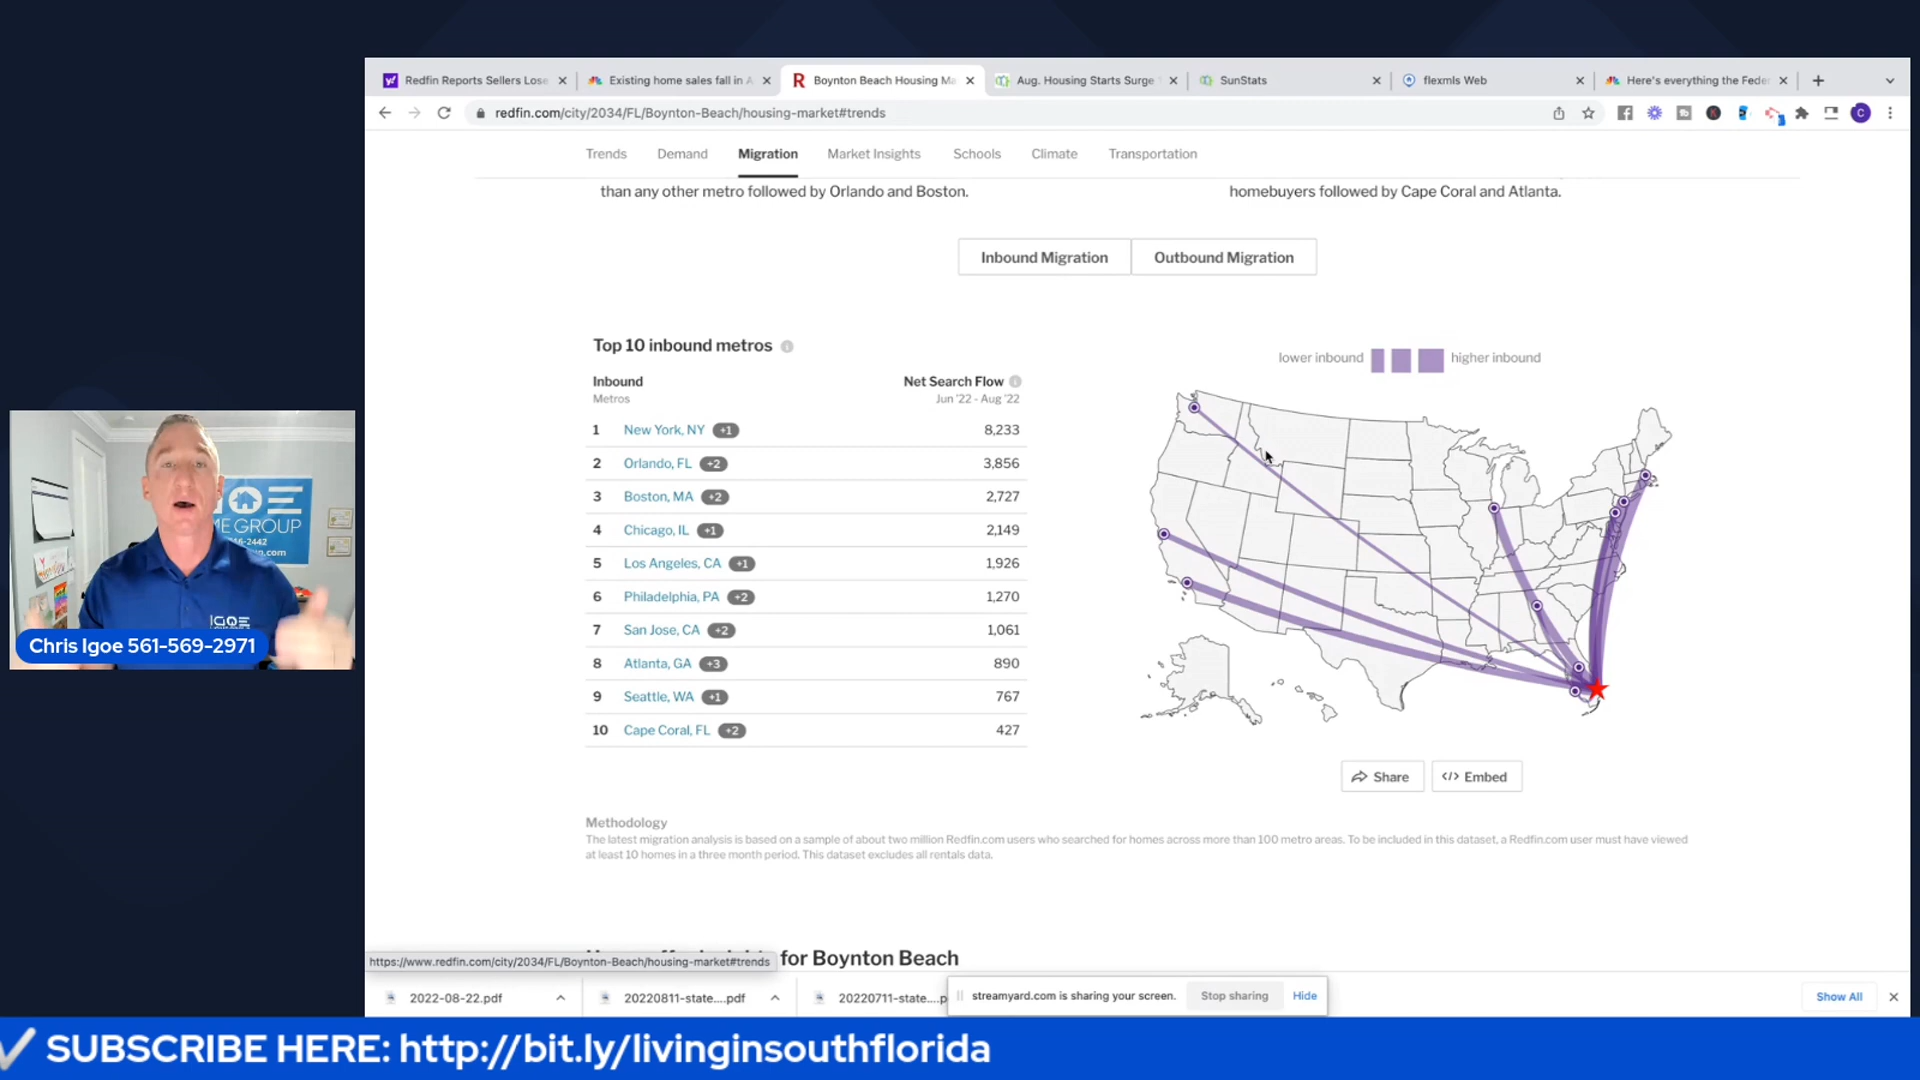 Redfin Reports Sellers Lose
Existing home sales fall in A
Boynton Beach Housing Ma
Aug. Housing Starts Surge
SunStats
flexmls Web
Here's everything the Feder
redfin.com/city/2034/FL/Boynton-Beach/housing-market#trends
C
Trends
Demand
Migration
Market Insights
Schools
Climate
Transportation
than any other metro followed by Orlando and Boston.
homebuyers followed by Cape Coral and Atlanta.
Inbound Migration
Outbound Migration
Top 10 inbound metros
lower inbound
higher inbound
Inbound
Net Search Flow
Metros
Jun '22 - Aug '22
1 New York, NY +1 8,233
2 Orlando, FL +2 3,856
3 Boston, MA +2 2,727
4 Chicago, IL +1 2,149
5 Los Angeles, CA +1 1,926
6 Philadelphia, PA +2 1,270
7 San Jose, CA +2 1,061
8 Atlanta, GA +3 890
9 Seattle, WA +1 767
10 Cape Coral, FL +2 427
Share
Embed
Methodology
The latest migration analysis is based on a sample of about two million Redfin.com users who searched for homes across more than 100 metro areas. To be included in this dataset, a Redfin.com user must have viewed
at least 10 homes in a three month period. This dataset excludes all rentals data.
for Boynton Beach
https://www.redfin.com/city/2034/FL/Boynton-Beach/housing-market#trends
2022-08-22.pdf
20220811-state....pdf
20220711-state....p
streamyard.com is sharing your screen.
Stop sharing
Hide
Show All
GROUP
IGOE
Chris Igoe 561-569-2971
SUBSCRIBE HERE: http://bit.ly/livinginsouthflorida